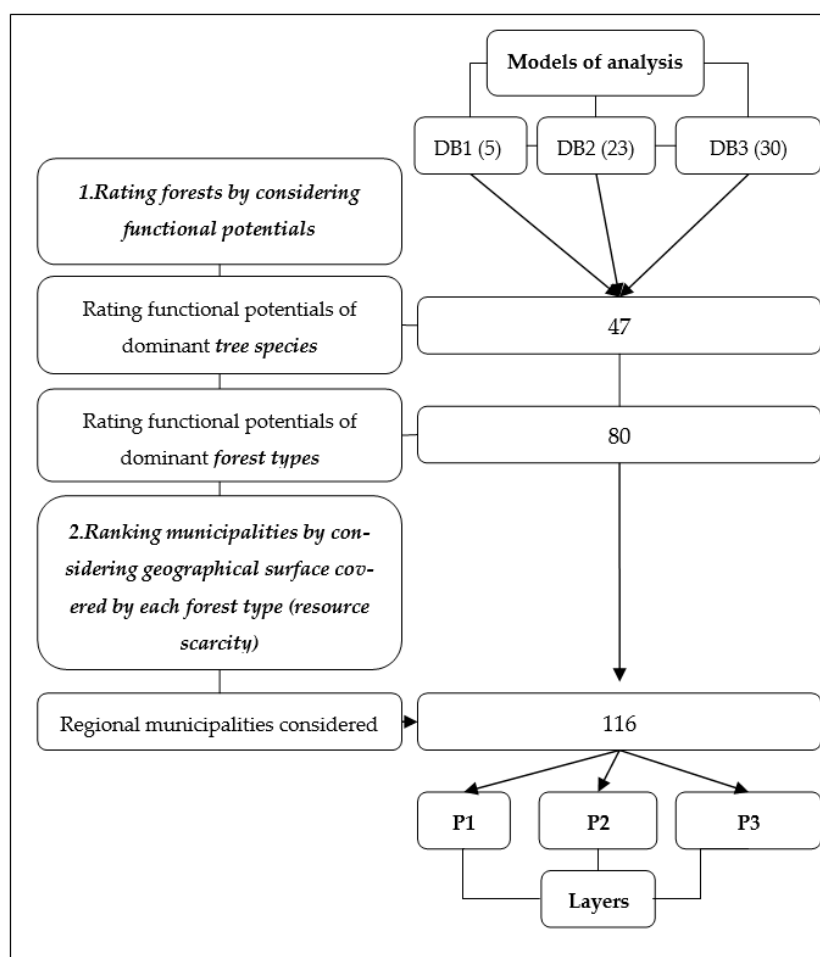 Models of analysis
DB1 (5)
DB2 (23)
DB3 (30)
1.Rating forests by considering
functional potentials
Rating functional potentials of
dominant tree species
47
Rating functional potentials of
dominant forest types
80
2.Ranking municipalities by con-
sidering geographical surface cov-
ered by each forest type (resource
scarcity)
Regional municipalities considered
116
P1
P2
P3
Layers